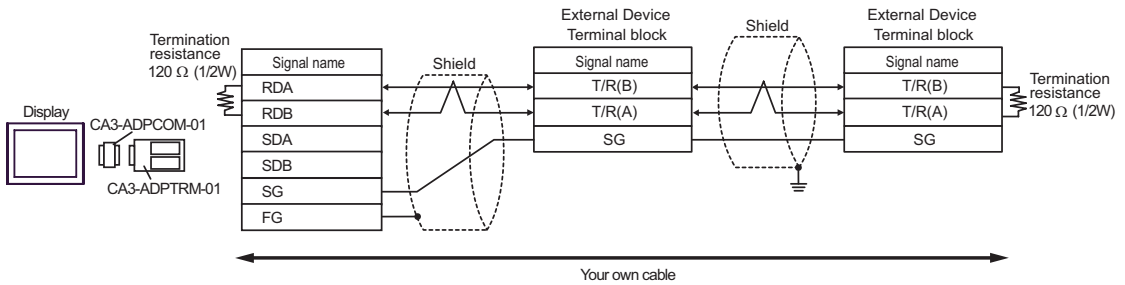 Display
CA3-ADPCOM-01
CA3-ADPTRM-01
Termination
resistance
120 Ω (1/2W)
Signal name
RDA
RDB
SDA
SDB
SG
FG
Shield
External Device
Terminal block
Signal name
T/R(B)
T/R(A)
SG
Shield
External Device
Terminal block
Signal name
T/R(B)
T/R(A)
SG
Termination
resistance
120 Ω (1/2W)
Your own cable